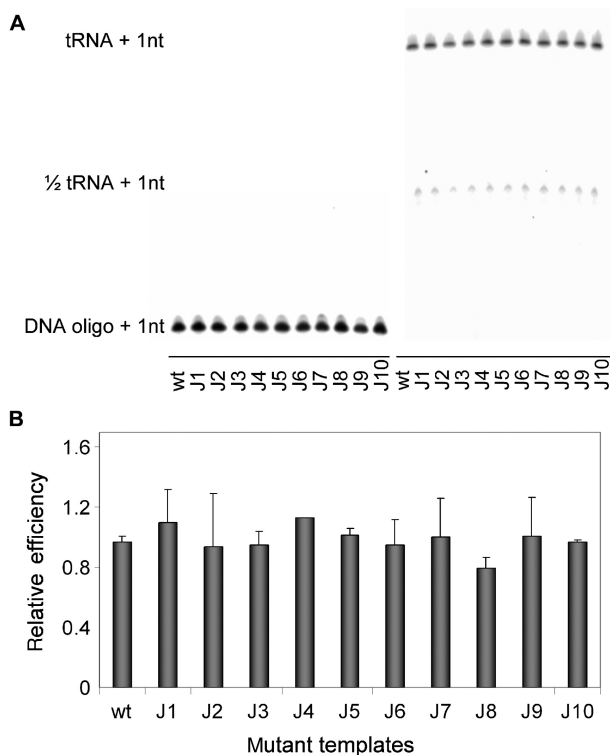 A
tRNA + 1nt
½ tRNA + 1nt
DNA oligo + 1nt
wt J1 J2 J3 J4 J5 J6 J7 J8 J9 J10
wt J1 J2 J3 J4 J5 J6 J7 J8 J9 J10
B
Relative efficiency
1.6
1.2
0.8
0.4
0
wt J1 J2 J3 J4 J5 J6 J7 J8 J9 J10
Mutant templates